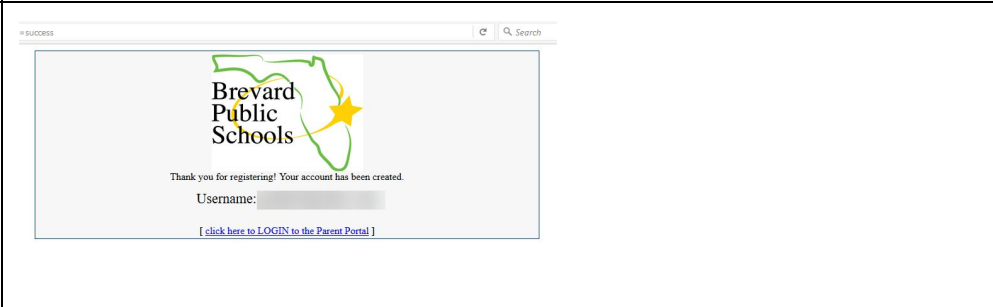 =success
Search
Brevard
Public
Schools
Thank you for registering! Your account has been created.
Username:
[ click here to LOGIN to the Parent Portal ]